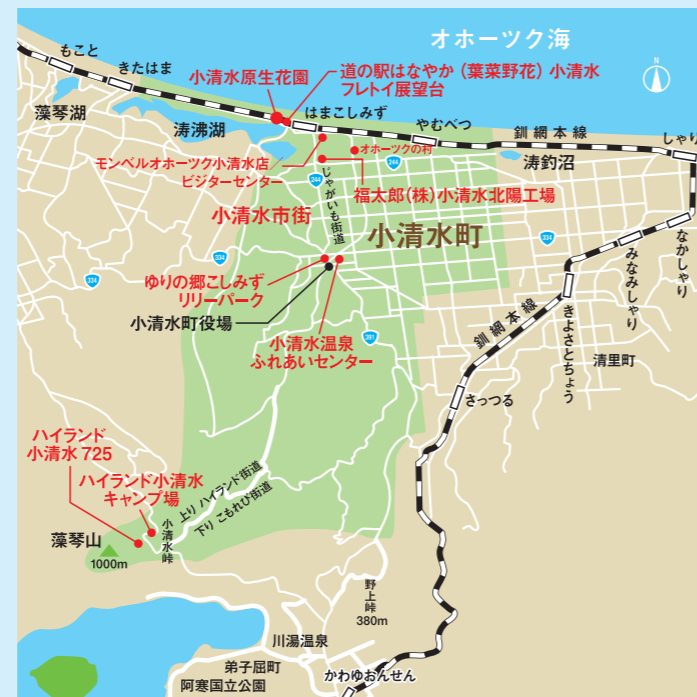 オホーツク海
N
もこと
きたはま
小清水原生花園
道の駅はなやか（葉菜野花）小清水
フレトイ展望台
藻琴湖
涛沸湖
はまこしみず
やむべつ
釧網本線
しゃり
モンベルオホーツク小清水店
ビジターセンター
オホーツクの村
244
244
涛釣沼
福太郎(株)小清水北陽工場
じゃがいも街道
小清水市街
小清水町
334
334
334
なかしゃり
みなみしゃり
ゆりの郷こしみず
リリーパーク
小清水町役場
小清水温泉
ふれあいセンター
391
釧網本線
きよさとちょう
清里町
さっつる
ハイランド
小清水 725
ハイランド小清水
キャンプ場
上り ハイランド街道
下り こもれび街道
小清水峠
藻琴山
1000m
野上峠
380m
川湯温泉
弟子屈町
阿寒国立公園
かわゆおんせん